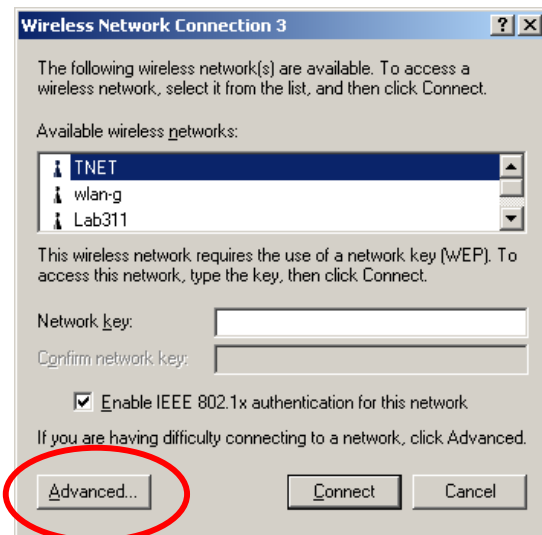 Wireless Network Connection 3
The following wireless network(s) are available. To access a
wireless network, select it from the list, and then click Connect.
Available wireless networks:
TNET
wlan-g
Lab311
This wireless network requires the use of a network key (WEP). To
access this network, type the key, then click Connect.
Network key:
Confirm network key:
Enable IEEE 802.1x authentication for this network
If you are having difficulty connecting to a network, click Advanced.
Advanced... Connect Cancel